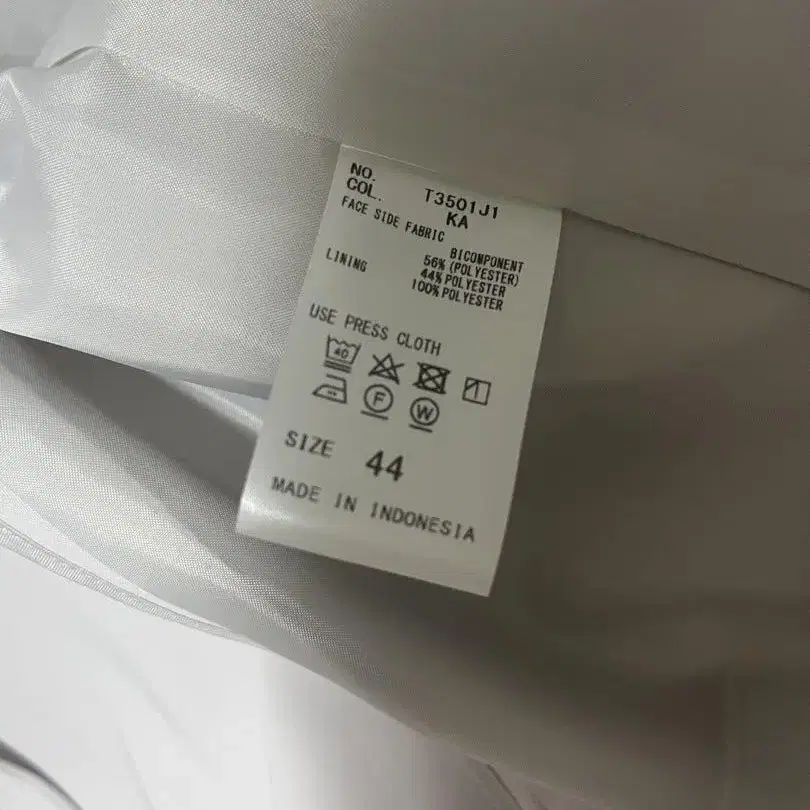 NO. T3501J1
COL. KA
FACE SIDE FABRIC
BICOMPONENT
56% (POLYESTER)
44% POLYESTER
LINING 100% POLYESTER
USE PRESS CLOTH
40
F W
SIZE 44
MADE IN INDONESIA